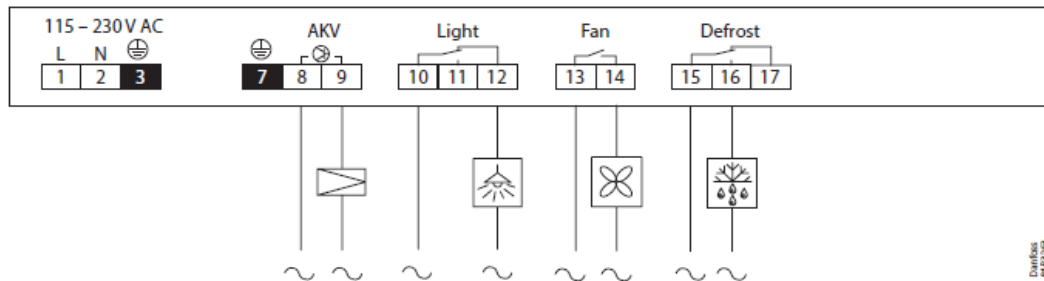 115 – 230 V AC
AKV
Light
Fan
Defrost
L N
1 2 3
7 8 9
10 11 12
13 14
15 16 17
Danfoss